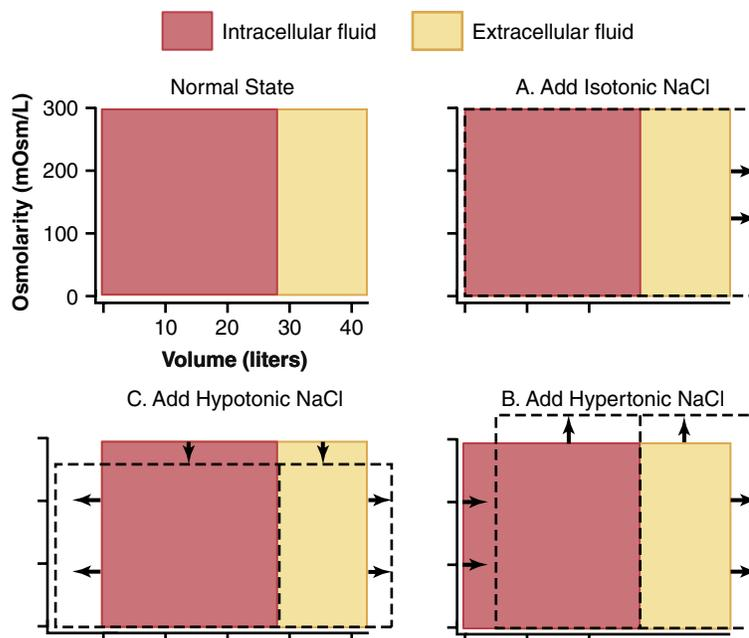 Intracellular fluid
Extracellular fluid
Normal State
A. Add Isotonic NaCl
Osmolarity (mOsm/L)
300
200
100
0
10 20 30 40
Volume (liters)
C. Add Hypotonic NaCl
B. Add Hypertonic NaCl